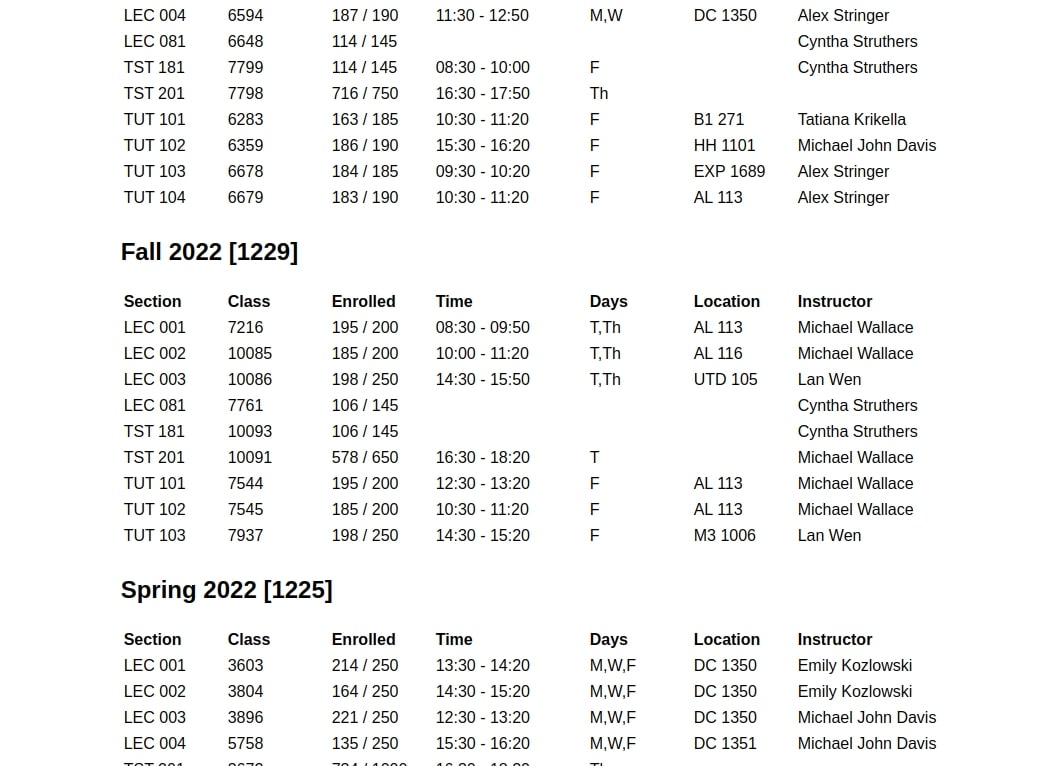 LEC 004 6594 187 / 190 11:30 - 12:50 M,W DC 1350 Alex Stringer
LEC 081 6648 114 / 145 Cyntha Struthers
TST 181 7799 114 / 145 08:30 - 10:00 F Cyntha Struthers
TST 201 7798 716 / 750 16:30 - 17:50 Th
TUT 101 6283 163 / 185 10:30 - 11:20 F B1 271 Tatiana Krikella
TUT 102 6359 186 / 190 15:30 - 16:20 F HH 1101 Michael John Davis
TUT 103 6678 184 / 185 09:30 - 10:20 F EXP 1689 Alex Stringer
TUT 104 6679 183 / 190 10:30 - 11:20 F AL 113 Alex Stringer
Fall 2022 [1229]
Section Class Enrolled Time Days Location Instructor
LEC 001 7216 195 / 200 08:30 - 09:50 T,Th AL 113 Michael Wallace
LEC 002 10085 185 / 200 10:00 - 11:20 T,Th AL 116 Michael Wallace
LEC 003 10086 198 / 250 14:30 - 15:50 T,Th UTD 105 Lan Wen
LEC 081 7761 106 / 145 Cyntha Struthers
TST 181 10093 106 / 145 Cyntha Struthers
TST 201 10091 578 / 650 16:30 - 18:20 T Michael Wallace
TUT 101 7544 195 / 200 12:30 - 13:20 F AL 113 Michael Wallace
TUT 102 7545 185 / 200 10:30 - 11:20 F AL 113 Michael Wallace
TUT 103 7937 198 / 250 14:30 - 15:20 F M3 1006 Lan Wen
Spring 2022 [1225]
Section Class Enrolled Time Days Location Instructor
LEC 001 3603 214 / 250 13:30 - 14:20 M,W,F DC 1350 Emily Kozlowski
LEC 002 3804 164 / 250 14:30 - 15:20 M,W,F DC 1350 Emily Kozlowski
LEC 003 3896 221 / 250 12:30 - 13:20 M,W,F DC 1350 Michael John Davis
LEC 004 5758 135 / 250 15:30 - 16:20 M,W,F DC 1351 Michael John Davis